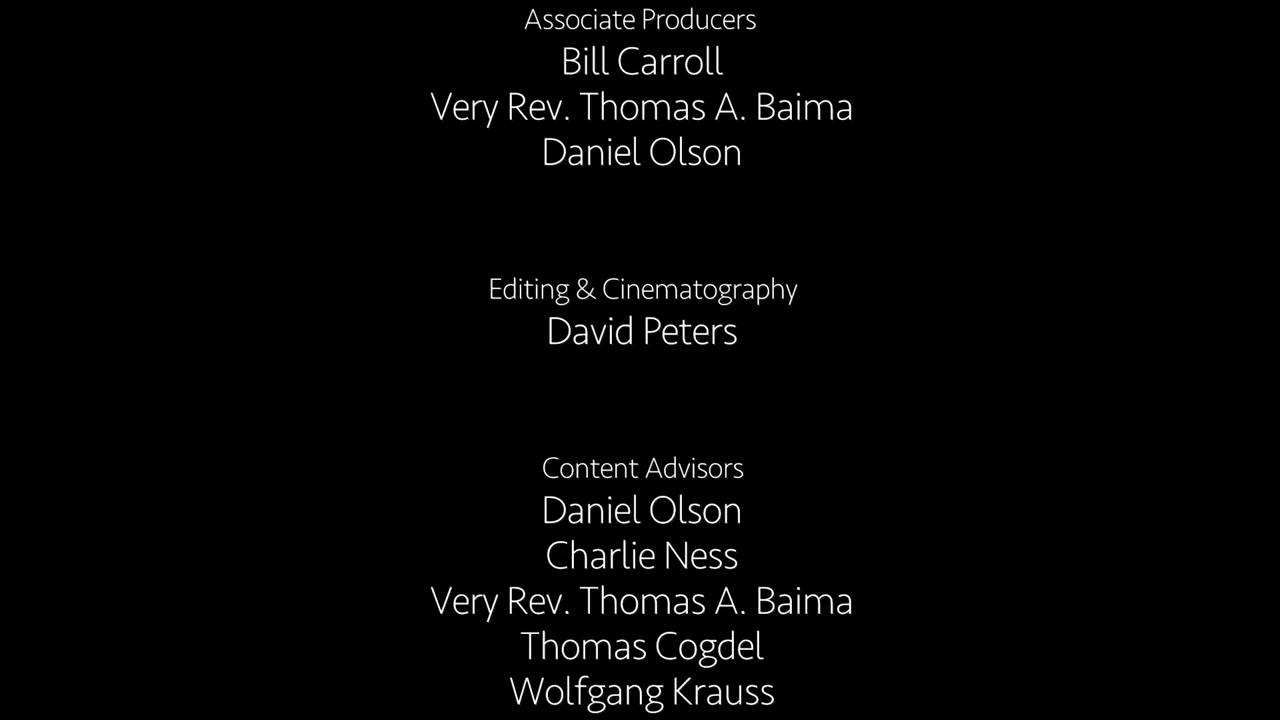 Associate Producers
Bill Carroll
Very Rev. Thomas A. Baima
Daniel Olson
Editing & Cinematography
David Peters
Content Advisors
Daniel Olson
Charlie Ness
Very Rev. Thomas A. Baima
Thomas Cogdel
Wolfgang Krauss